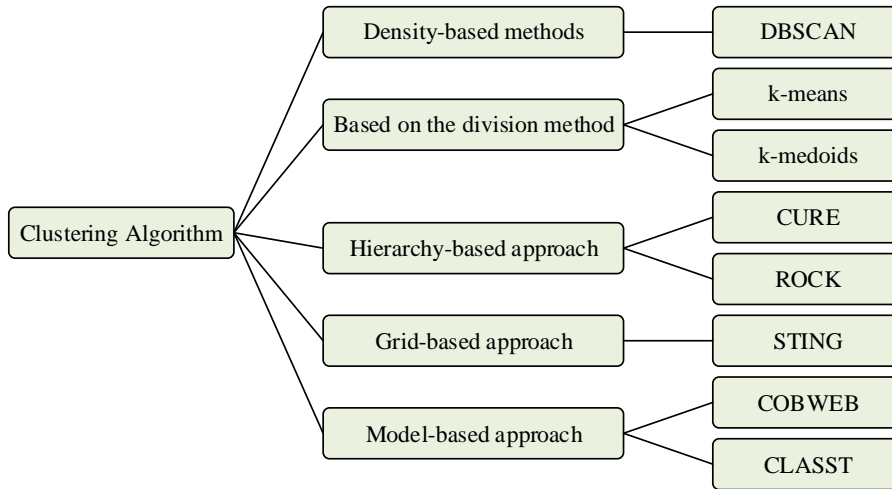 Density-based methods
DBSCAN
Based on the division method
k-means
k-medoids
Clustering Algorithm
Hierarchy-based approach
CURE
ROCK
Grid-based approach
STING
Model-based approach
COBWEB
CLASST